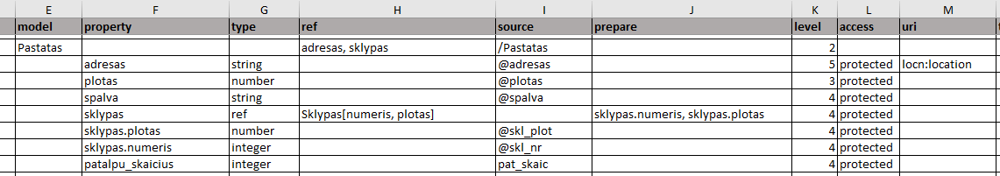 E F G H I J K L M
model property type ref source prepare level access uri
Pastatas adresas, sklypas /Pastatas 2
adresas string @adresas 5 protected locn:location
plotas number @plotas 3 protected
spalva string @spalva 4 protected
sklypas ref Sklypas[numeris, plotas] sklypas.numeris, sklypas.plotas 4 protected
sklypas.plotas number @skl_plot 4 protected
sklypas.numeris integer @skl_nr 4 protected
patalpu_skaicius integer pat_skaic 4 protected